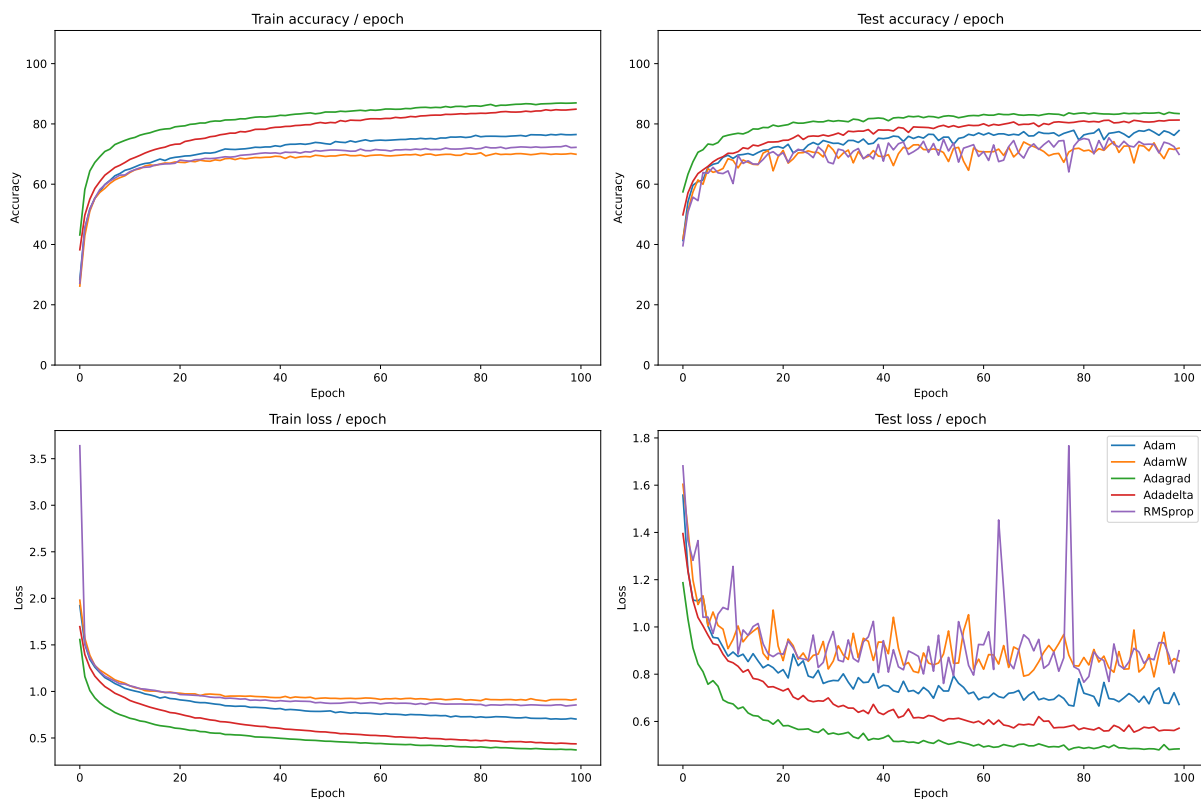 Train accuracy / epoch
100
80
60
40
20
0
Accuracy
0 20 40 60 80 100
Epoch
Test accuracy / epoch
100
80
60
40
20
0
Accuracy
0 20 40 60 80 100
Epoch
Train loss / epoch
3.5
3.0
2.5
2.0
1.5
1.0
0.5
Loss
0 20 40 60 80 100
Epoch
Test loss / epoch
1.8
1.6
1.4
1.2
1.0
0.8
0.6
Loss
0 20 40 60 80 100
Epoch
Adam
AdamW
Adagrad
Adadelta
RMSprop